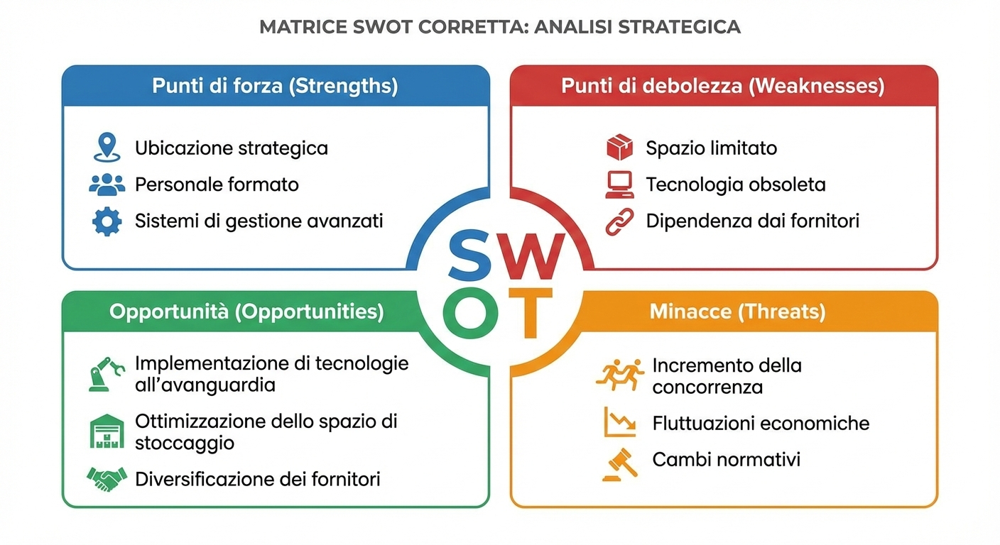 MATRICE SWOT CORRETTA: ANALISI STRATEGICA
Punti di forza (Strengths)
Ubicazione strategica
Personale formato
Sistemi di gestione avanzati
Punti di debolezza (Weaknesses)
Spazio limitato
Tecnologia obsoleta
Dipendenza dai fornitori
SW
OT
Opportunità (Opportunities)
Implementazione di tecnologie
all’avanguardia
Ottimizzazione dello spazio di
stoccaggio
Diversificazione dei fornitori
Minacce (Threats)
Incremento della
concorrenza
Fluttuazioni economiche
Cambi normativi